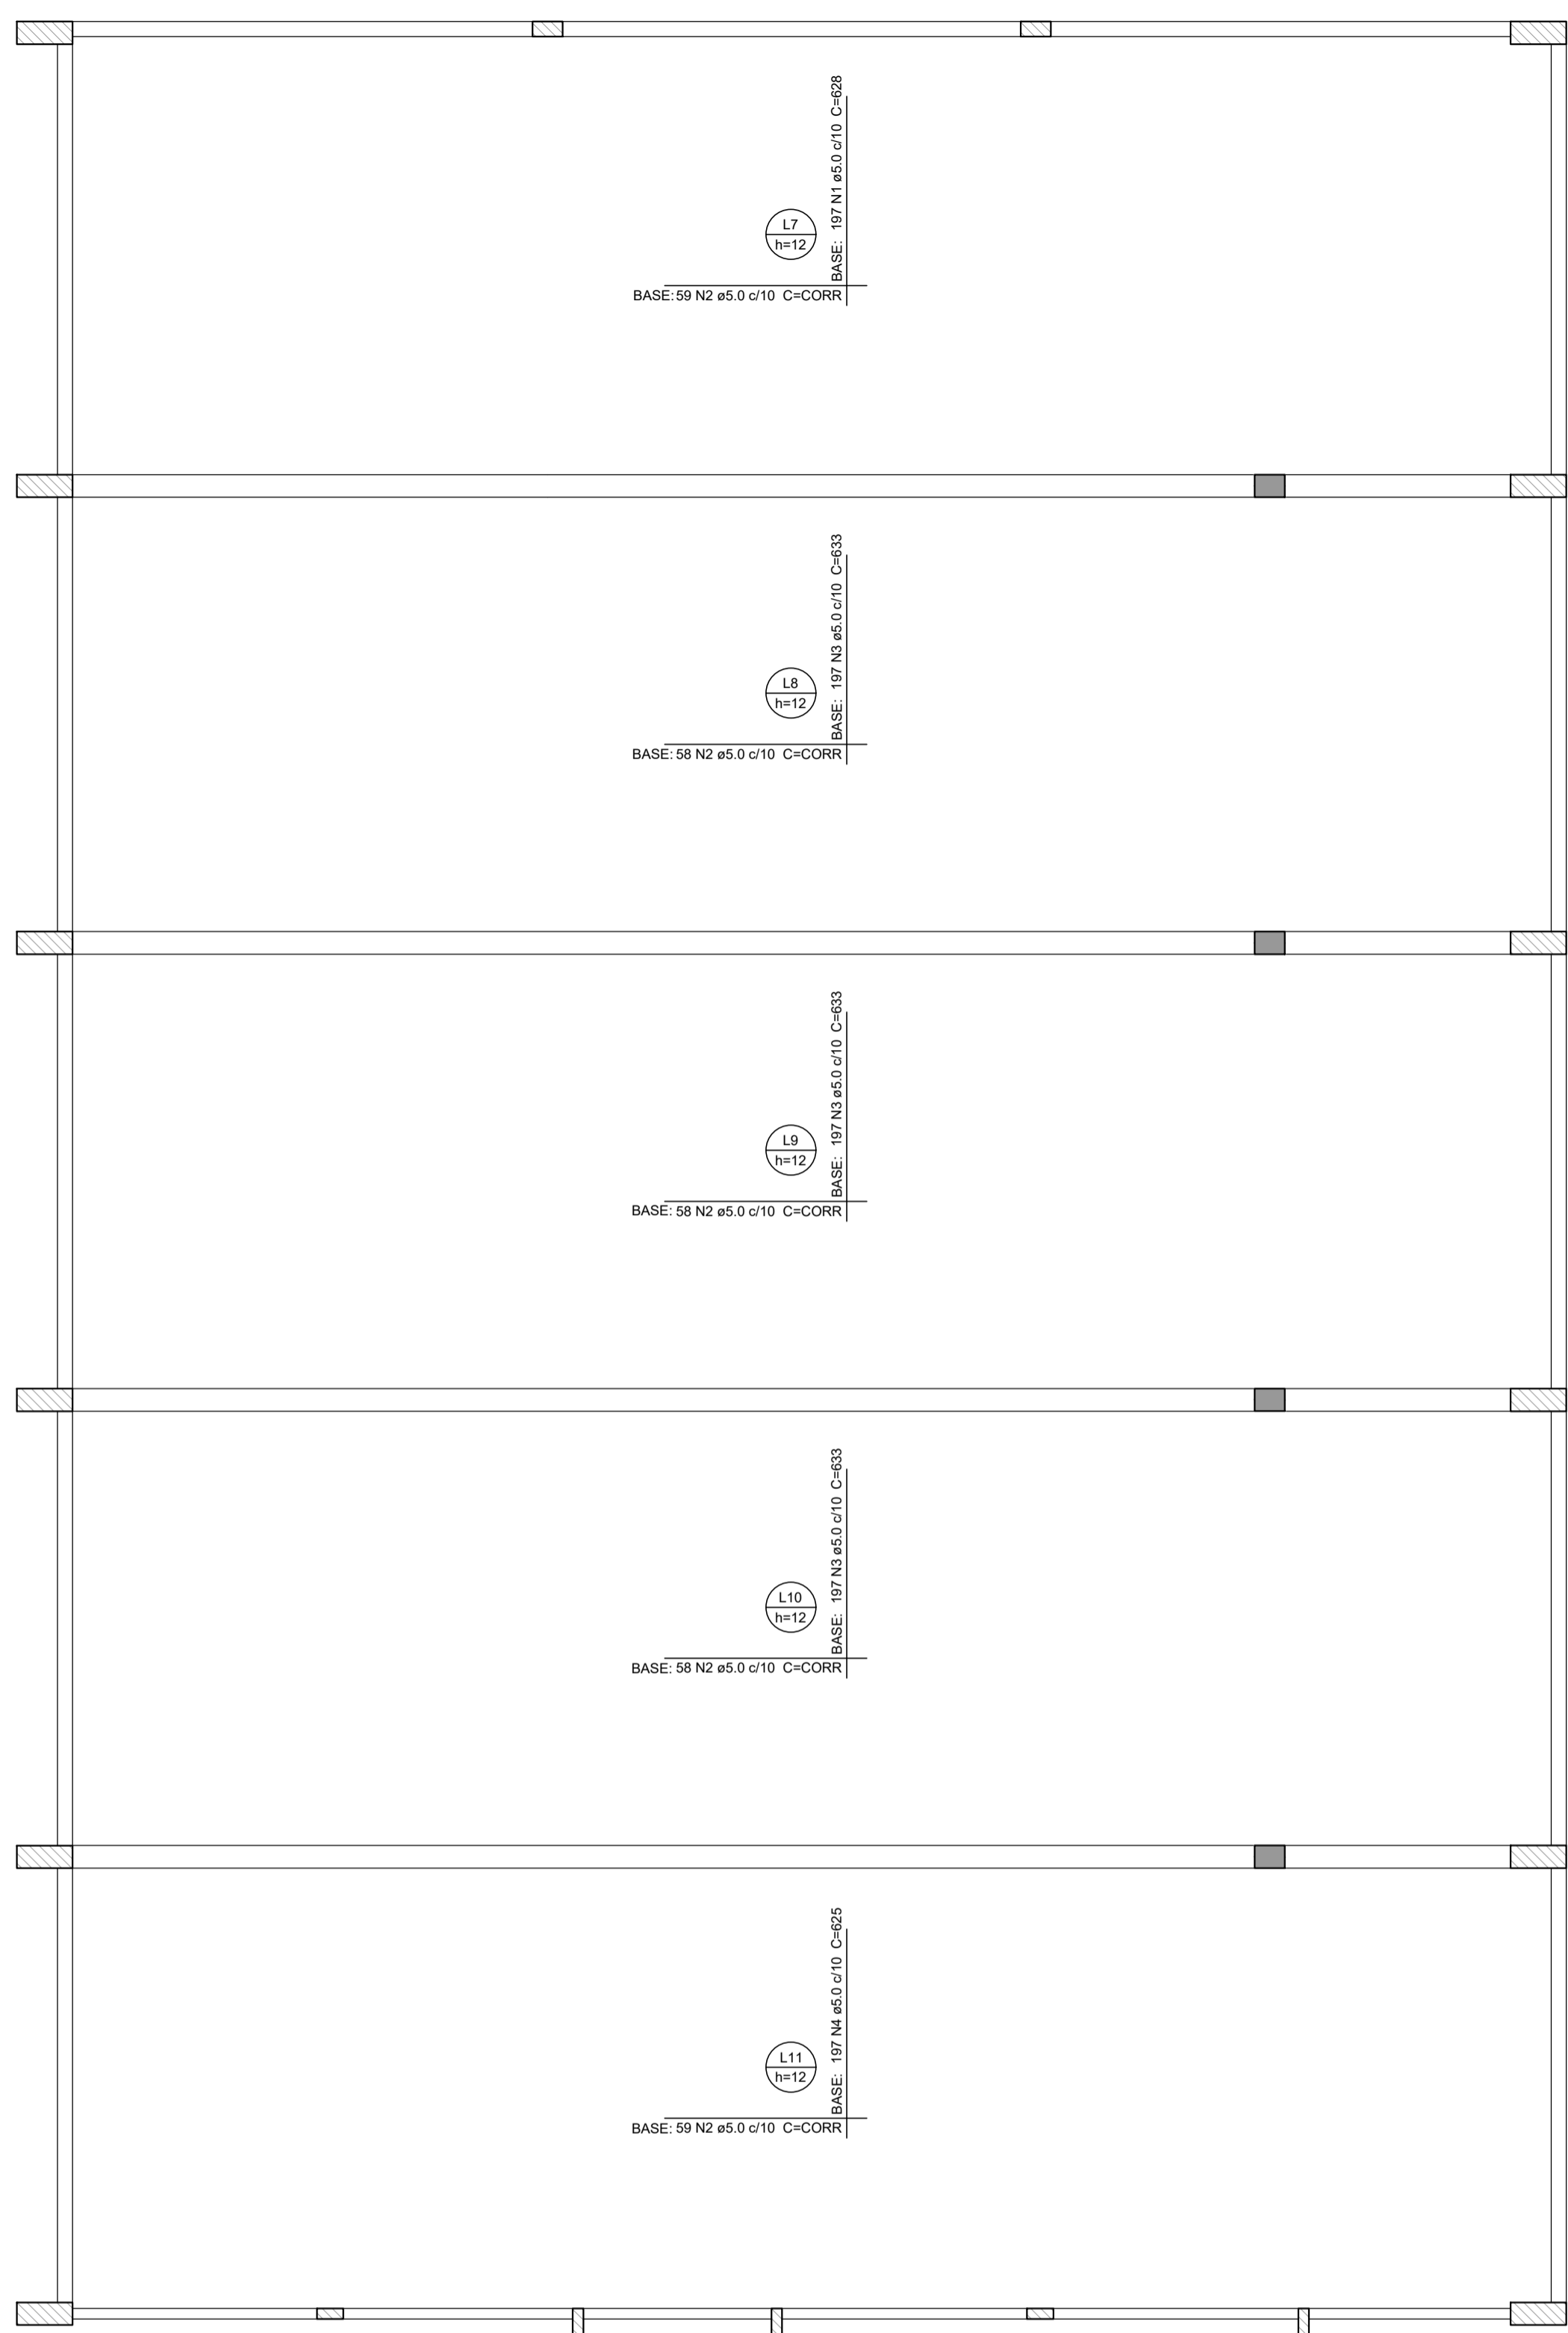 L7
h=12
BASE: 197 N1 ø5.0 c/10 C=628
BASE: 59 N2 ø5.0 c/10 C=CORR
L8
h=12
BASE: 197 N3 ø5.0 c/10 C=633
BASE: 58 N2 ø5.0 c/10 C=CORR
L9
h=12
BASE: 197 N3 ø5.0 c/10 C=633
BASE: 58 N2 ø5.0 c/10 C=CORR
L10
h=12
BASE: 197 N3 ø5.0 c/10 C=633
BASE: 58 N2 ø5.0 c/10 C=CORR
L11
h=12
BASE: 197 N4 ø5.0 c/10 C=625
BASE: 59 N2 ø5.0 c/10 C=CORR